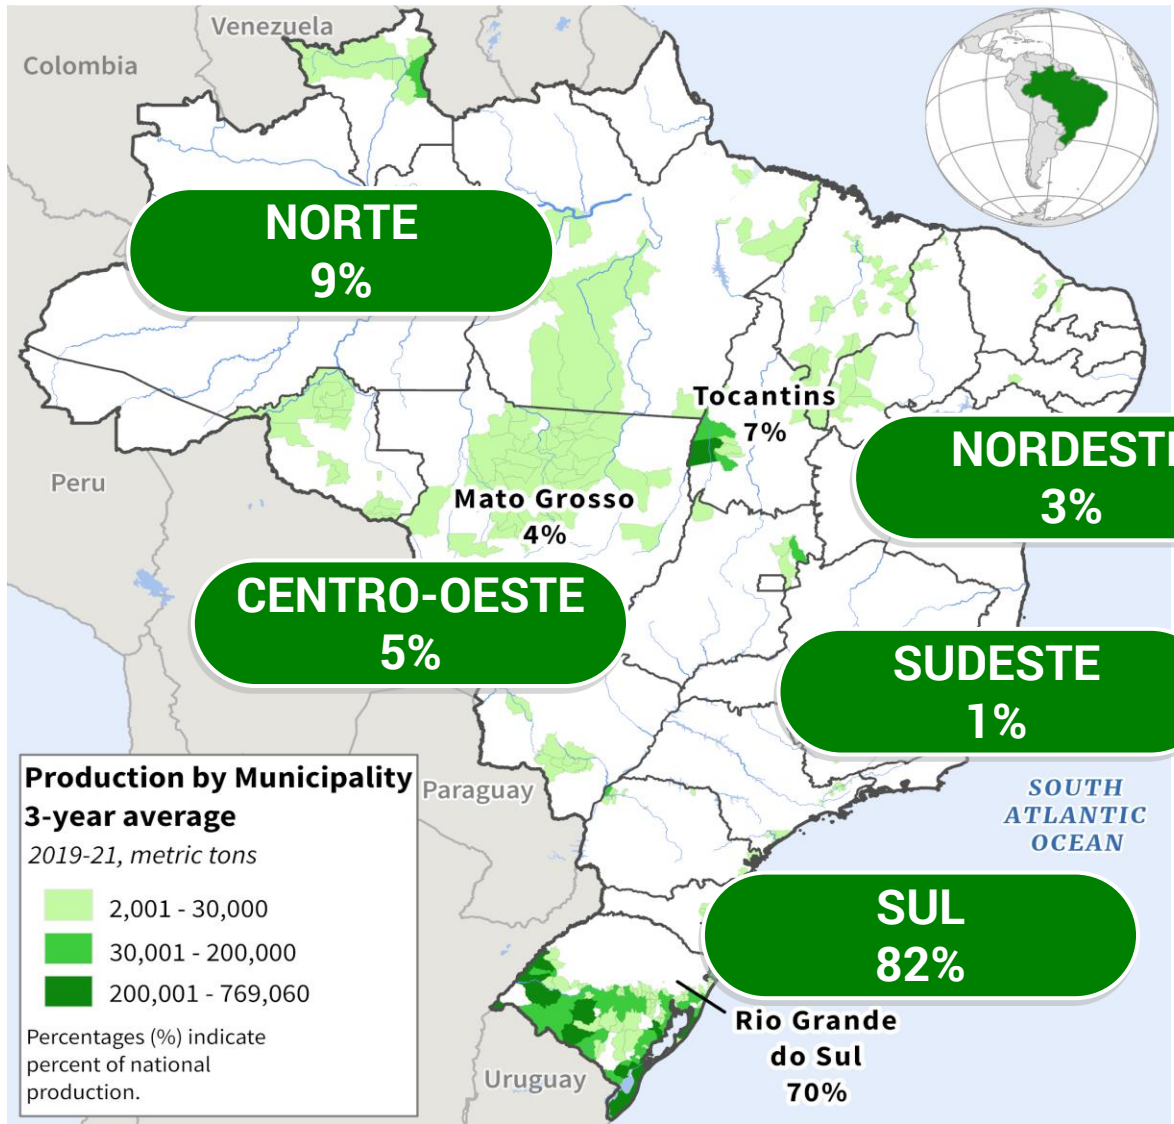 Venezuela
Colombia
NORTE
9%
Tocantins
7%
Peru
Mato Grosso
4%
NORDESTE
3%
CENTRO-OESTE
5%
SUDESTE
1%
Production by Municipality
3-year average
2019-21, metric tons
2,001 - 30,000
30,001 - 200,000
200,001 - 769,060
Percentages (%) indicate
percent of national
production.
Paraguay
SOUTH
ATLANTIC
OCEAN
SUL
82%
Rio Grande
do Sul
70%
Uruguay